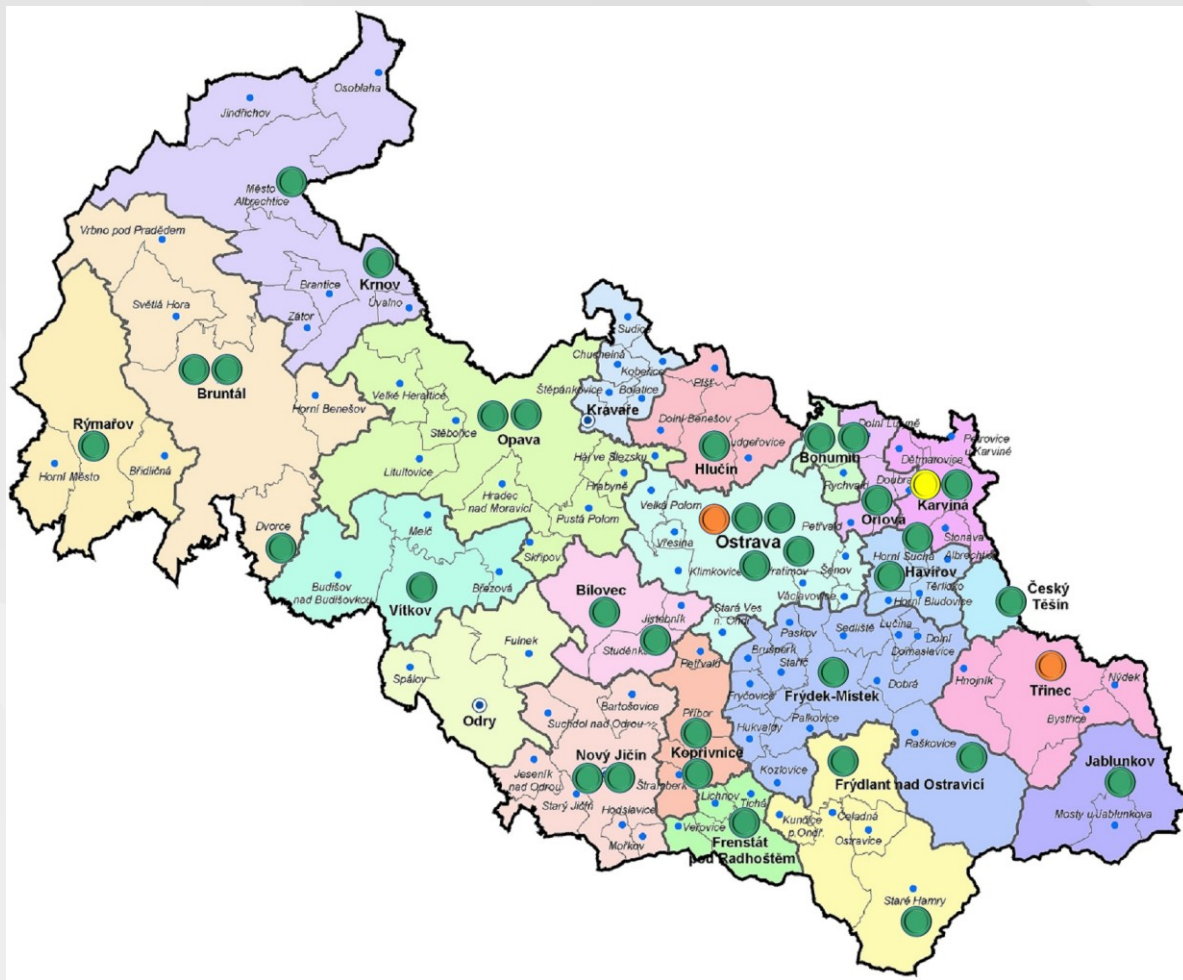 Osoblaha
Jindřichov
Město
Albrechtice
Vrbno pod Pradědem
Krnov
Brantice
Úvalno
Světlá Hora
Zátor
Sudice
Chuchelná
Kobeřice
Píšť
Bruntál
Velké Heraltice
Štěpánkovice
Bolatice
Horní Benešov
Kravaře
Dolní Benešov
Rýmařov
Stěbořice
Opava
Hlučín
Bohumín
Dětmarovice
Petrovice
u Karviné
Horní Město
Břidličná
Litultovice
Háj ve Slezsku
Hrabyně
Rychvald
Karviná
Hradec
nad Moravicí
Velká Polom
Orlová
Pustá Polom
Ostrava
Petřvald
Stonava
Dvorce
Melč
Skřipov
Vřesina
Horní Suchá
Albrechtice
Klimkovice
Šenov
Havířov
Budišov
nad Budišovkou
Vítkov
Březová
Bílovec
Václavovice
Těrlicko
Horní Bludovice
Český
Těšín
Jistebník
Stará Ves
n. Ondř
Studénka
Paskov
Sedliště
Lučina
Dolní
Domaslavice
Fulnek
Petřvald
Brušperk
Staříč
Spálov
Fryčovice
Frýdek-Místek
Dobrá
Hnojník
Třinec
Nýdek
Bartošovice
Odry
Suchdol nad Odrou
Příbor
Hukvaldy
Palkovice
Bystřice
Kopřivnice
Raškovice
Nový Jičín
Jeseník
nad Odrou
Štramberk
Kozlovice
Frýdlant nad Ostravicí
Jablunkov
Starý Jičín
Lichnov
Tichá
Hodslavice
Kunčice
p.Ondř.
Čeladná
Mosty u Jablunkova
Veřovice
Ostravice
Mořkov
Frenštát
pod Radhoštěm
Staré Hamry